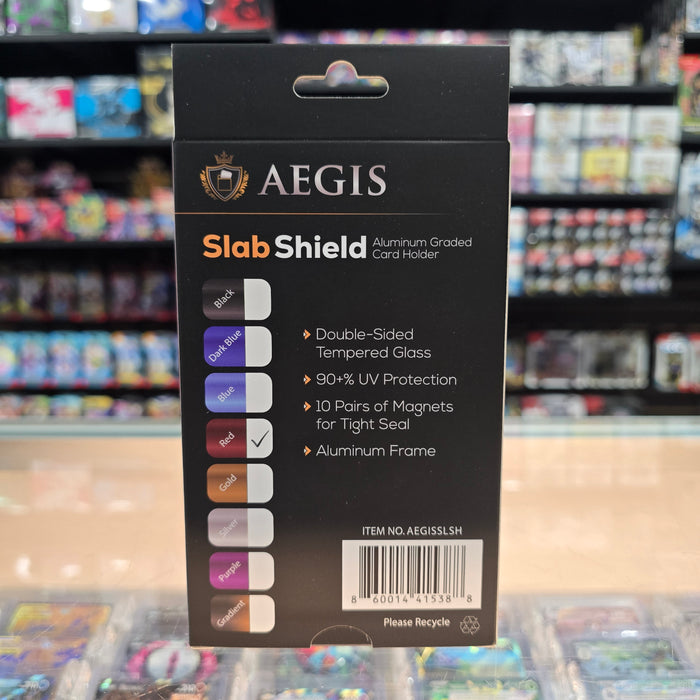 AEGIS
Slab Shield
Aluminum Graded
Card Holder
Black
Dark Blue
Blue
Red
Gold
Silver
Purple
Gradient
Double-Sided
Tempered Glass
90+% UV Protection
10 Pairs of Magnets
for Tight Seal
Aluminum Frame
ITEM NO. AEGISSLSH
8 60014 41538 8
Please Recycle